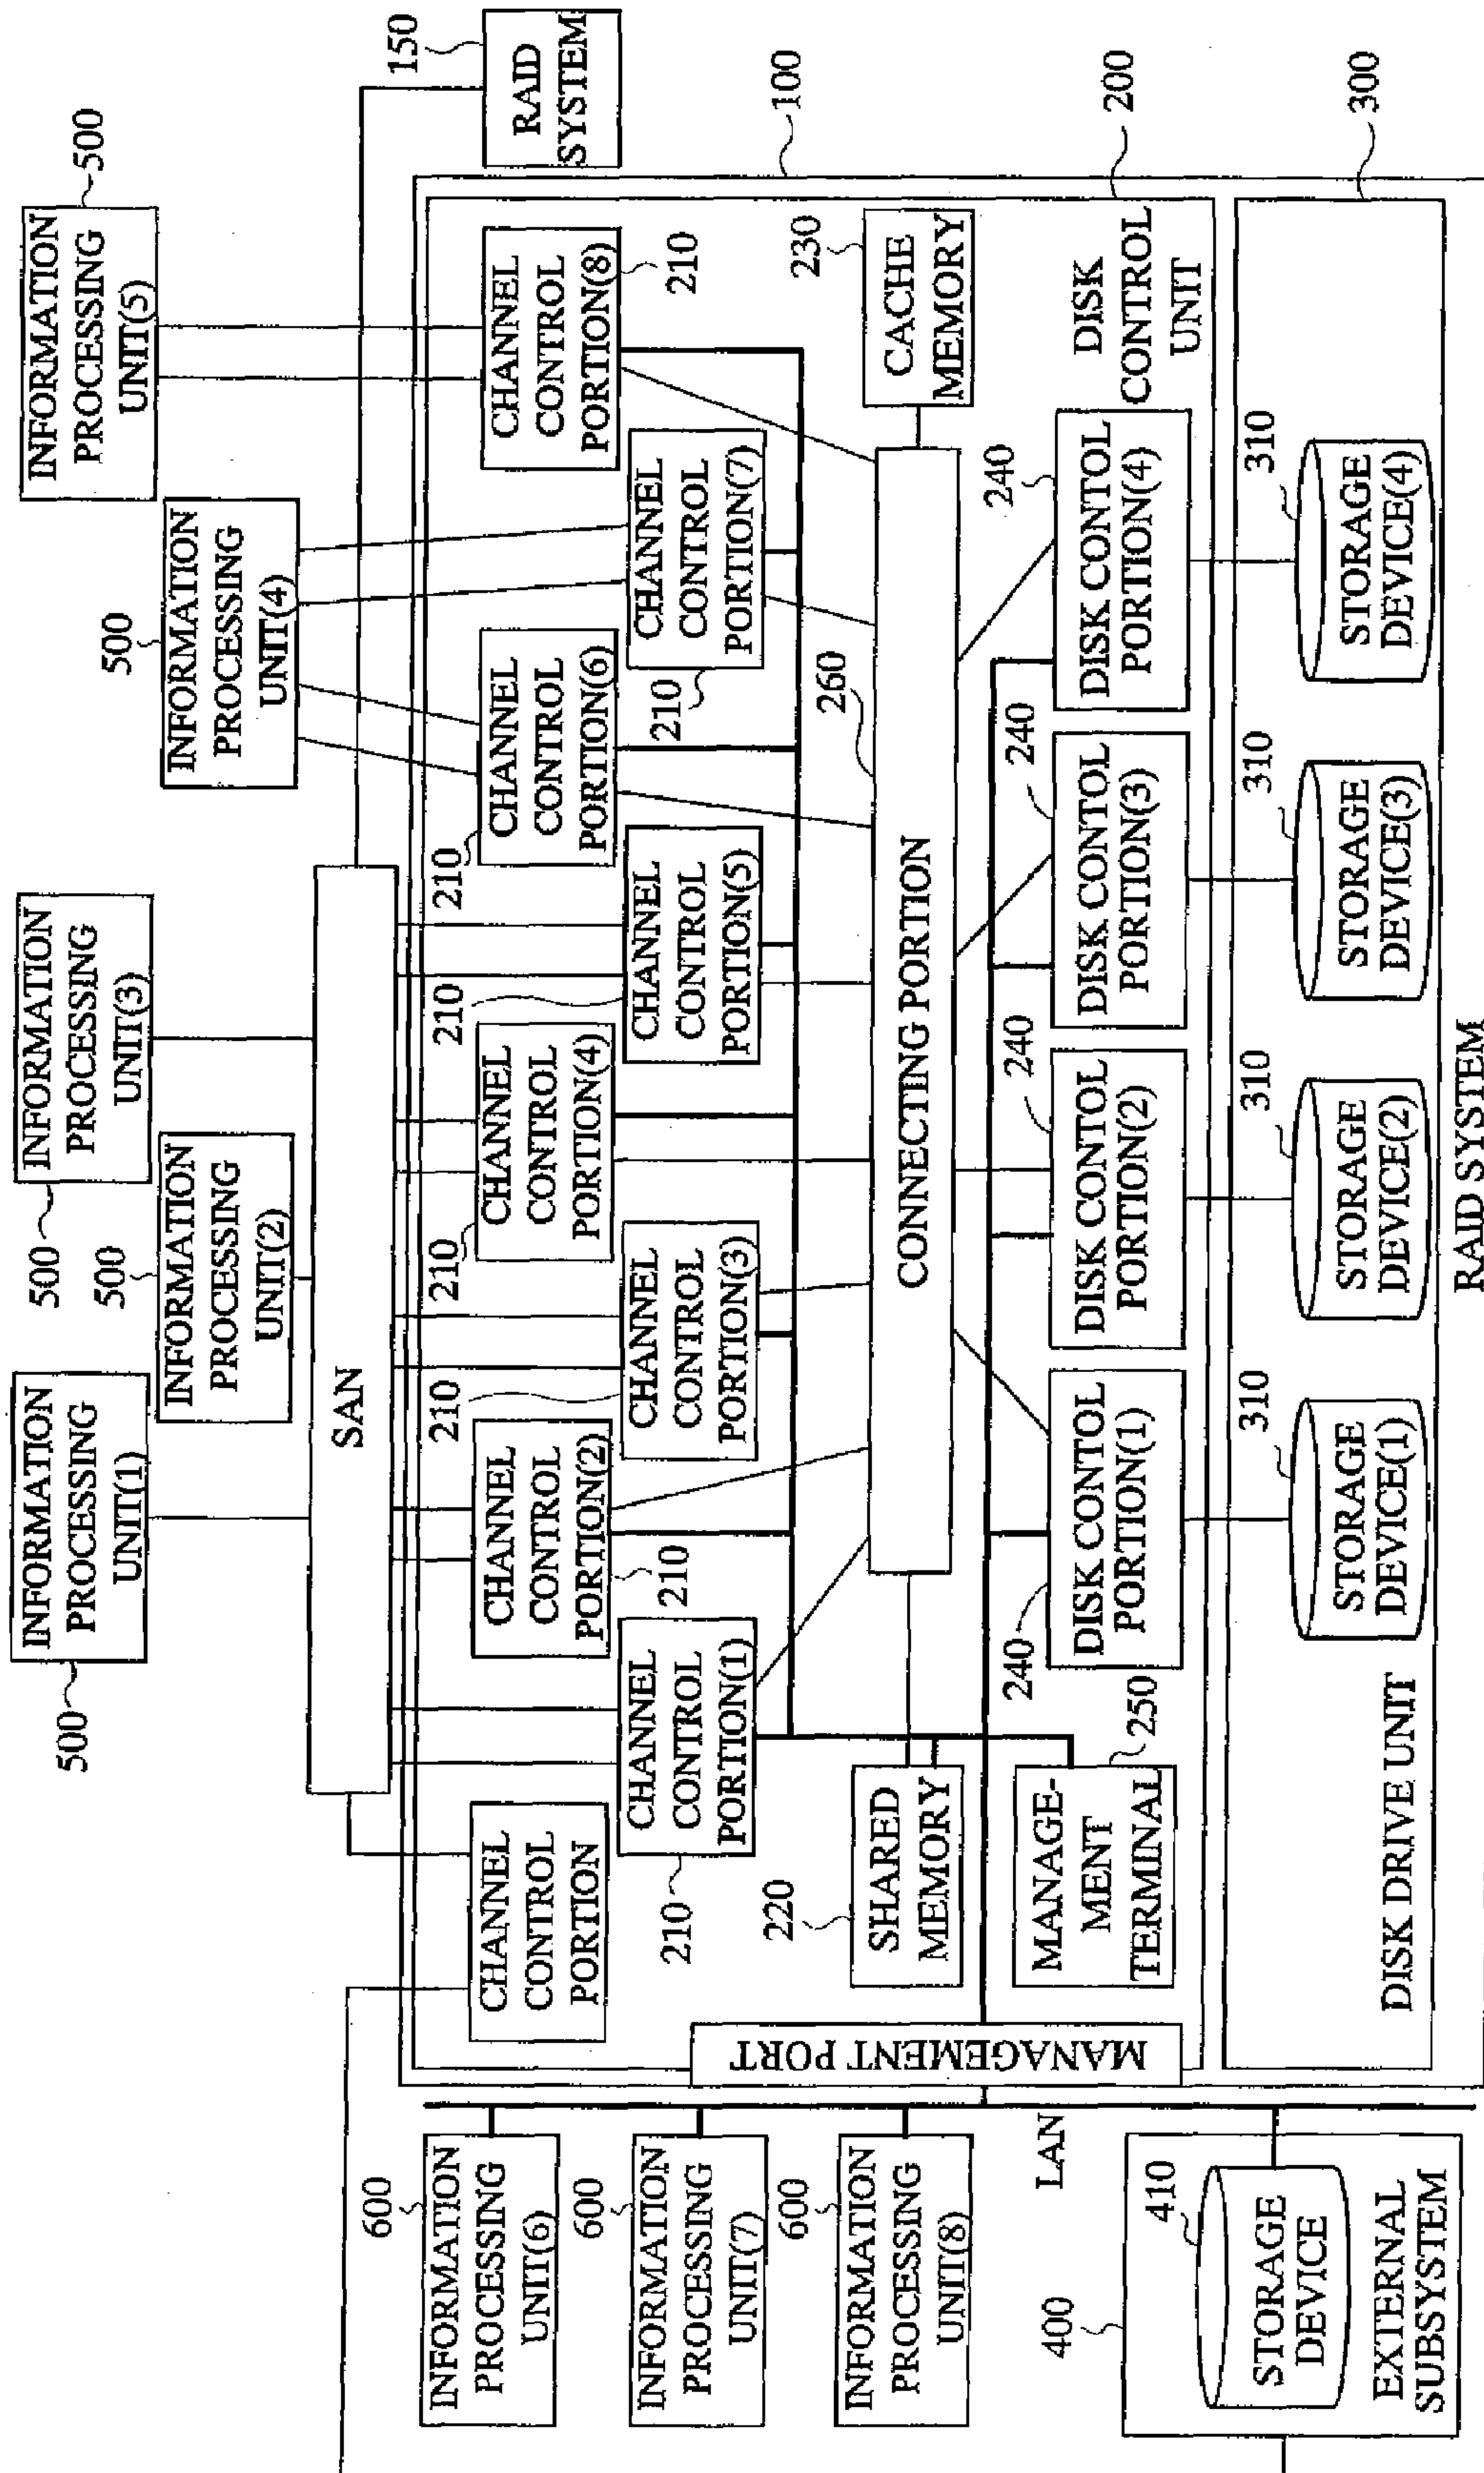 500
INFORMATION
PROCESSING
UNIT(1)
500
INFORMATION
PROCESSING
UNIT(2)
500
INFORMATION
PROCESSING
UNIT(3)
500
INFORMATION
PROCESSING
UNIT(4)
500
INFORMATION
PROCESSING
UNIT(5)
SAN
150
RAID
SYSTEM
CHANNEL
CONTROL
PORTION
210
CHANNEL
CONTROL
PORTION(1)
210
CHANNEL
CONTROL
PORTION(2)
210
CHANNEL
CONTROL
PORTION(3)
210
CHANNEL
CONTROL
PORTION(4)
210
CHANNEL
CONTROL
PORTION(5)
210
CHANNEL
CONTROL
PORTION(6)
210
CHANNEL
CONTROL
PORTION(7)
210
CHANNEL
CONTROL
PORTION(8)
100
600
INFORMATION
PROCESSING
UNIT(6)
600
INFORMATION
PROCESSING
UNIT(7)
600
INFORMATION
PROCESSING
UNIT(8)
LAN
MANAGEMENT PORT
220
SHARED
MEMORY
CONNECTING PORTION
260
230
CACHE
MEMORY
250
MANAGE-
MENT
TERMINAL
240
DISK CONTOL
PORTION(1)
240
DISK CONTOL
PORTION(2)
240
DISK CONTOL
PORTION(3)
240
DISK CONTOL
PORTION(4)
DISK
CONTROL
UNIT
200
400
410
STORAGE
DEVICE
EXTERNAL
SUBSYSTEM
DISK DRIVE UNIT
310
STORAGE
DEVICE(1)
310
STORAGE
DEVICE(2)
310
STORAGE
DEVICE(3)
310
STORAGE
DEVICE(4)
300
RAID SYSTEM